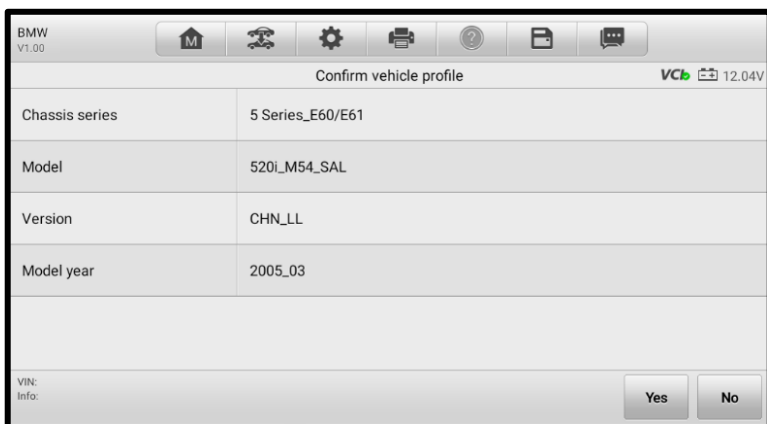 BMW
V1.00
M
?
Confirm vehicle profile
VCI
12.04V
Chassis series
5 Series_E60/E61
Model
520i_M54_SAL
Version
CHN_LL
Model year
2005_03
VIN:
Info:
Yes
No